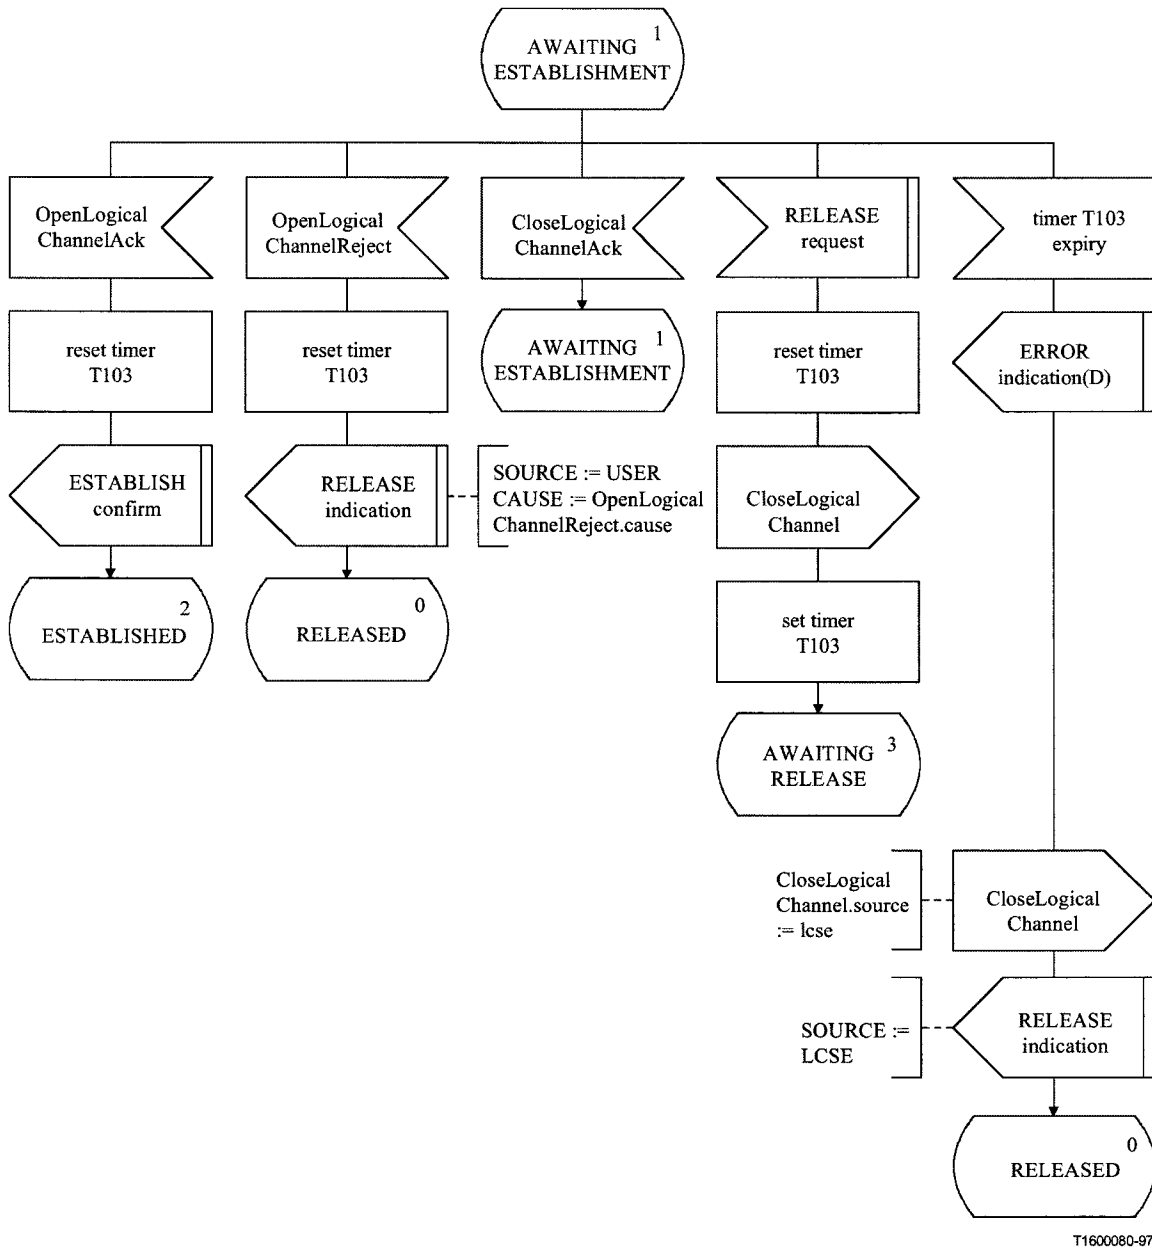 1
AWAITING
ESTABLISHMENT
OpenLogical
ChannelAck
OpenLogical
ChannelReject
CloseLogical
ChannelAck
RELEASE
request
timer T103
expiry
reset timer
T103
reset timer
T103
1
AWAITING
ESTABLISHMENT
reset timer
T103
ERROR
indication(D)
ESTABLISH
confirm
RELEASE
indication
SOURCE := USER
CAUSE := OpenLogical
ChannelReject.cause
CloseLogical
Channel
2
ESTABLISHED
0
RELEASED
set timer
T103
3
AWAITING
RELEASE
CloseLogical
Channel.source
:= lcse
CloseLogical
Channel
SOURCE :=
LCSE
RELEASE
indication
0
RELEASED
T1600080-97